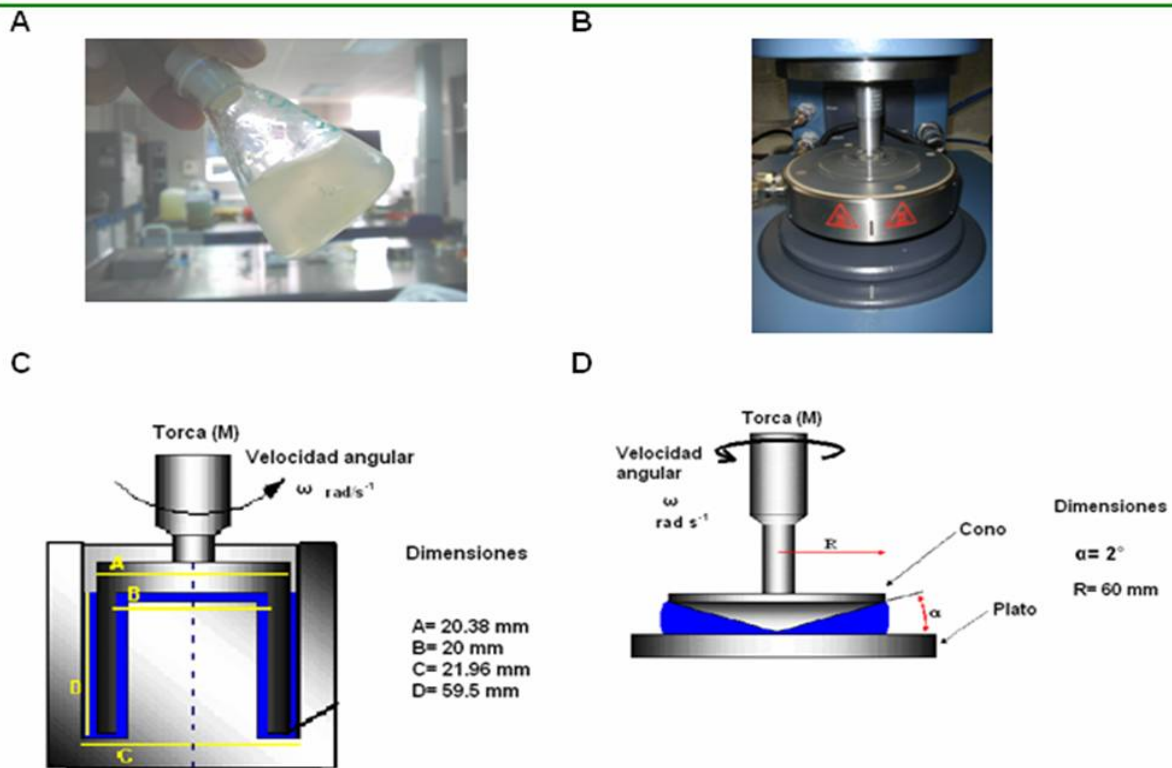 A
B
C
Torca (M)
Velocidad angular
ω rad/s-1
A
B
D
C
Dimensiones
A= 20.38 mm
B= 20 mm
C= 21.96 mm
D= 59.5 mm
D
Torca (M)
Velocidad
angular
ω
rad s-1
R
Cono
α
Plato
Dimensiones
α= 2°
R= 60 mm